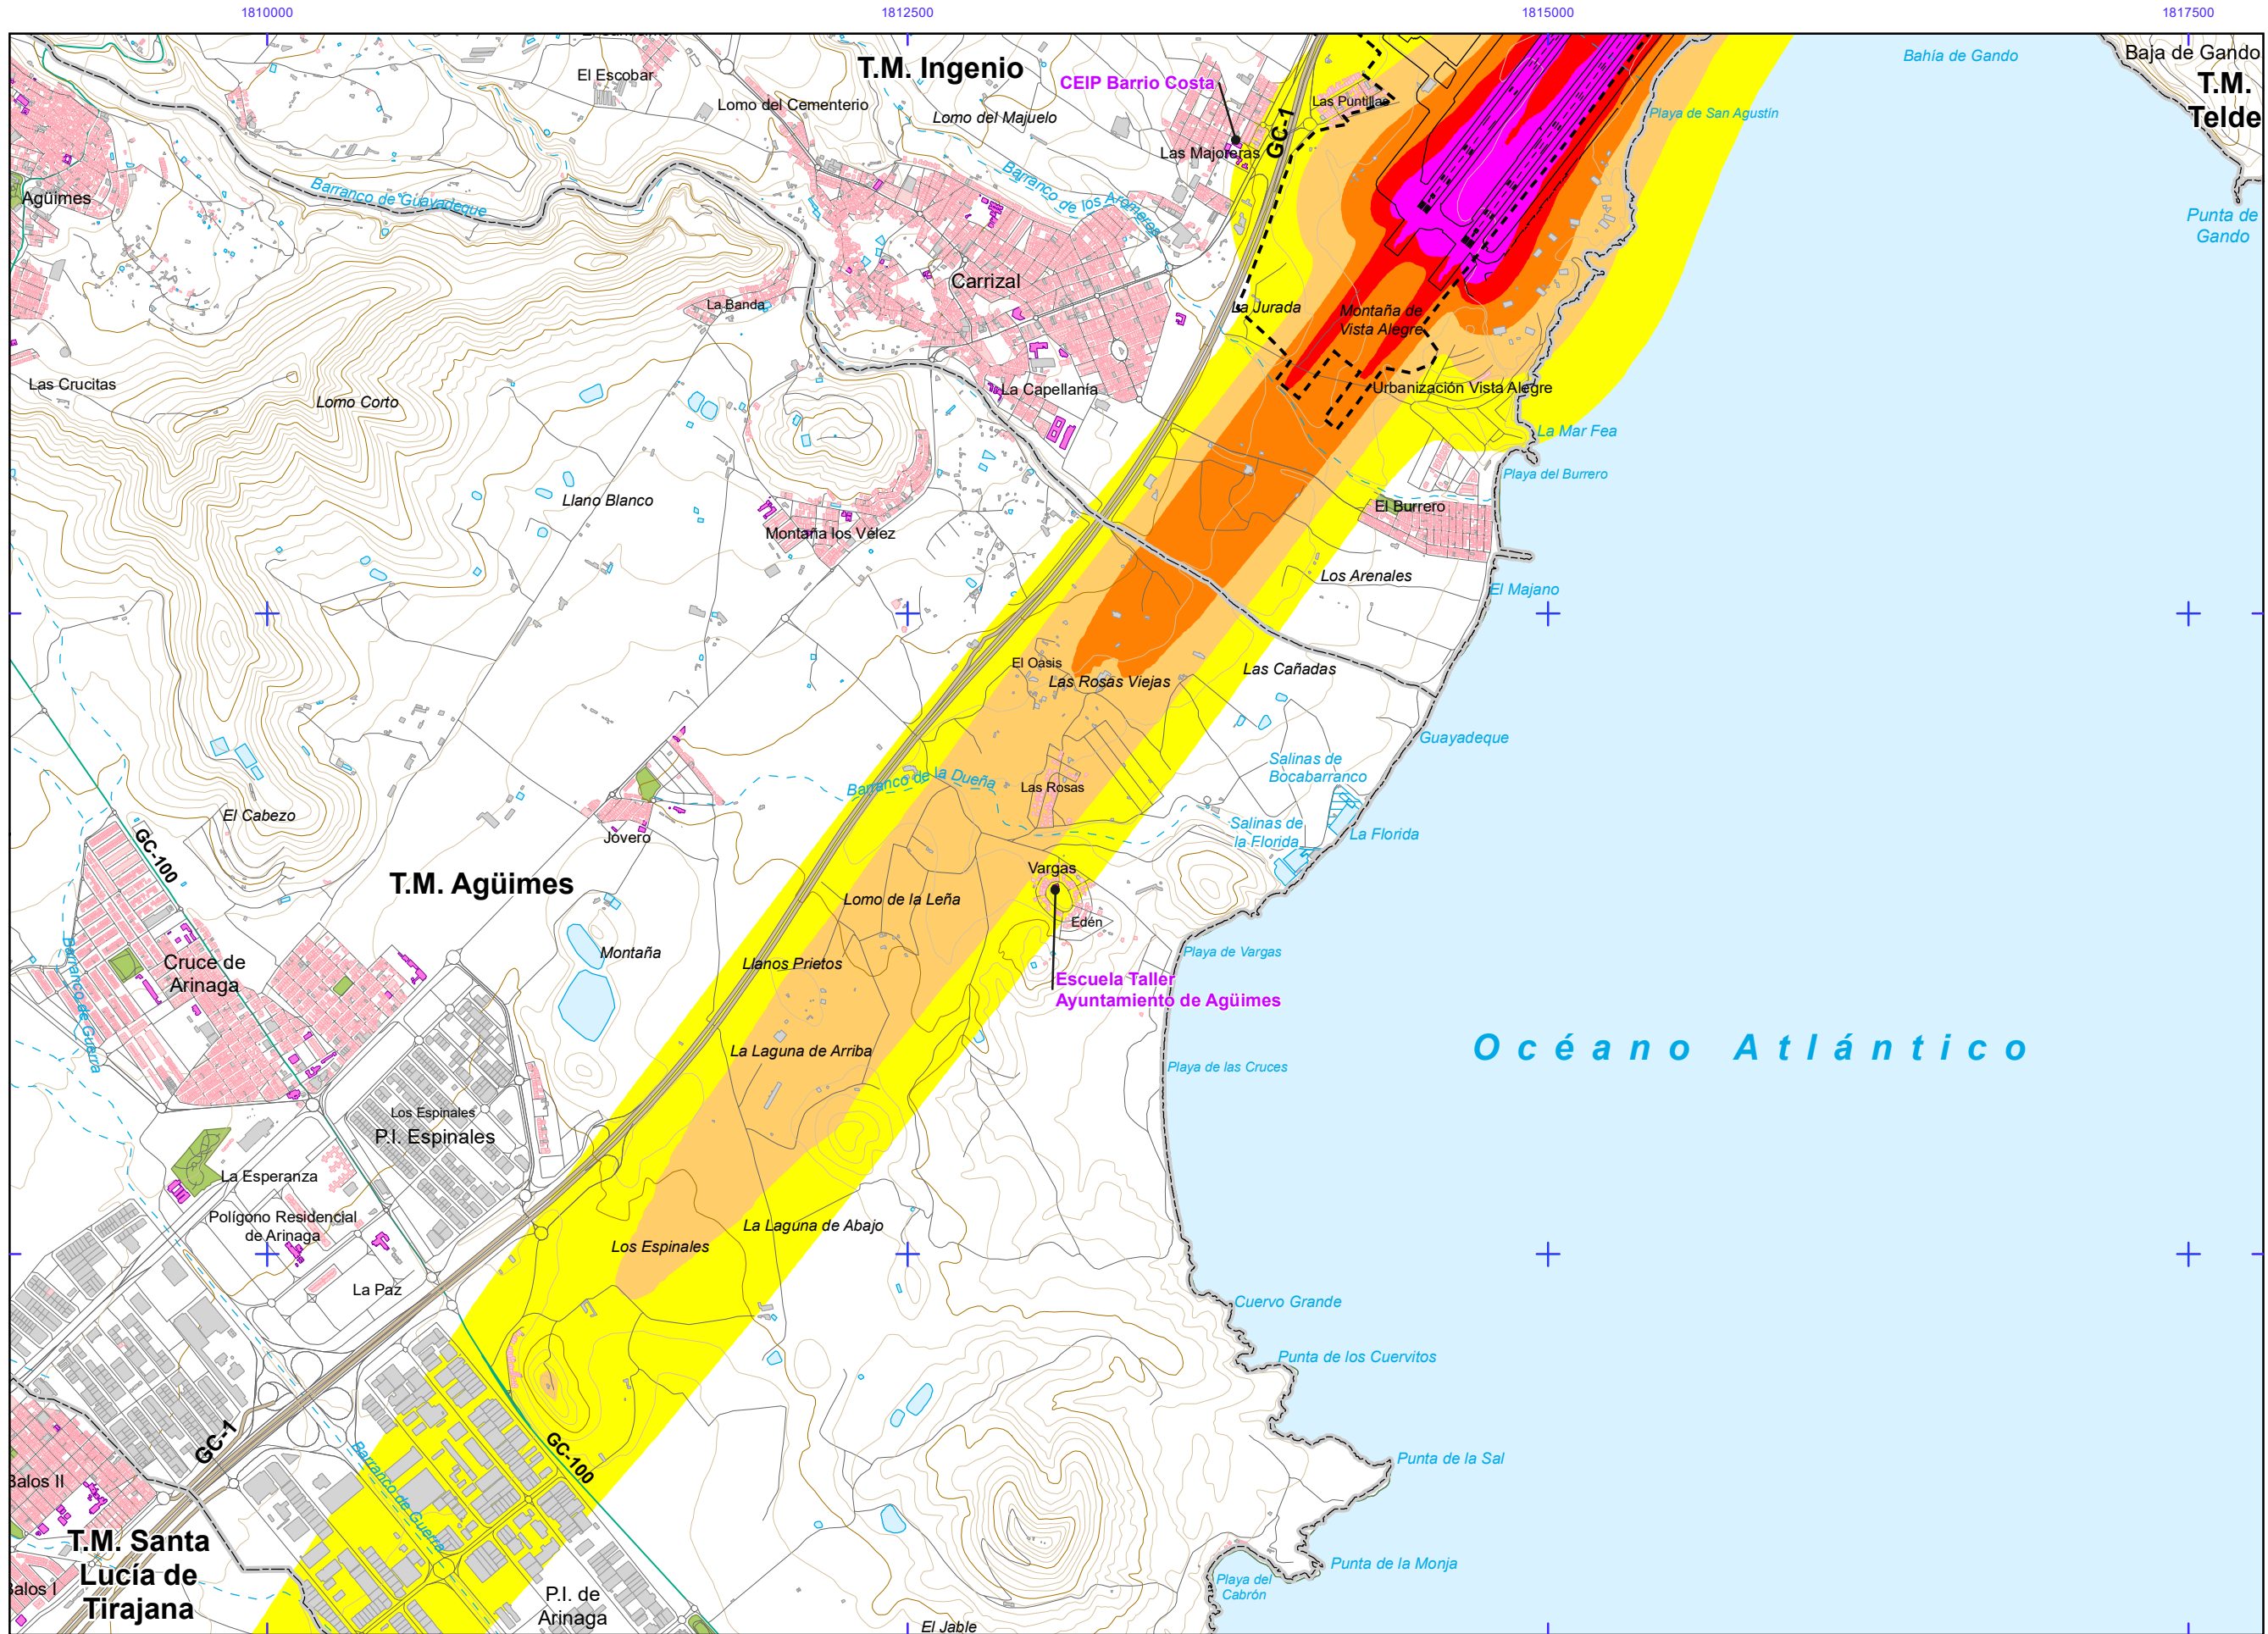 1810000
1812500
1815000
1817500
T.M. Ingenio
El Escobar
CEIP Barrio Costa
Lomo del Cementerio
Lomo del Majuelo
Las Puntillas
GC-1
Las Majoreras
Bahía de Gando
Baja de Gando
T.M.
Telde
Playa de San Agustín
Punta de
Gando
Agüimes
Barranco de Guayadeque
Barranco de los Aromeros
Carrizal
La Banda
La Jurada
Montaña de
Vista Alegre
Las Crucitas
Lomo Corto
La Capellanía
Urbanización Vista Alegre
La Mar Fea
Playa del Burrero
Llano Blanco
El Burrero
Montaña los Vélez
Los Arenales
El Majano
El Oasis
Las Rosas Viejas
Las Cañadas
Guayadeque
Salinas de
Bocabarranco
Barranco de la Dueña
Las Rosas
El Cabezo
GC-100
Jovero
Salinas de
la Florida
La Florida
T.M. Agüimes
Vargas
Lomo de la Leña
Edén
Montaña
Llanos Prietos
Playa de Vargas
Cruce de
Arinaga
Barranco de Guerra
Escuela Taller
Ayuntamiento de Agüimes
La Laguna de Arriba
Océano Atlántico
Playa de las Cruces
Los Espinales
P.I. Espinales
La Esperanza
Polígono Residencial
de Arinaga
La Laguna de Abajo
Los Espinales
La Paz
Cuervo Grande
Punta de los Cuervitos
GC-1
GC-100
Barranco de Guerra
Punta de la Sal
Balos II
T.M. Santa
Lucía de
Tirajana
Balos I
P.I. de
Arinaga
Punta de la Monja
Playa del
Cabrón
El Jable